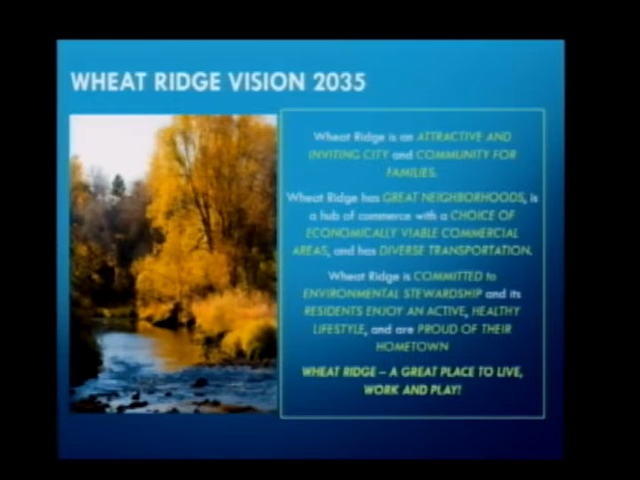 WHEAT RIDGE VISION 2035
Wheat Ridge is an ATTRACTIVE AND
INVITING CITY and COMMUNITY FOR
FAMILIES.
Wheat Ridge has GREAT NEIGHBORHOODS, is
a hub of commerce with a CHOICE OF
ECONOMICALLY VIABLE COMMERCIAL
AREAS, and has DIVERSE TRANSPORTATION.
Wheat Ridge is COMMITTED to
ENVIRONMENTAL STEWARDSHIP and its
RESIDENTS ENJOY AN ACTIVE, HEALTHY
LIFESTYLE, and are PROUD OF THEIR
HOMETOWN
WHEAT RIDGE – A GREAT PLACE TO LIVE,
WORK AND PLAY!